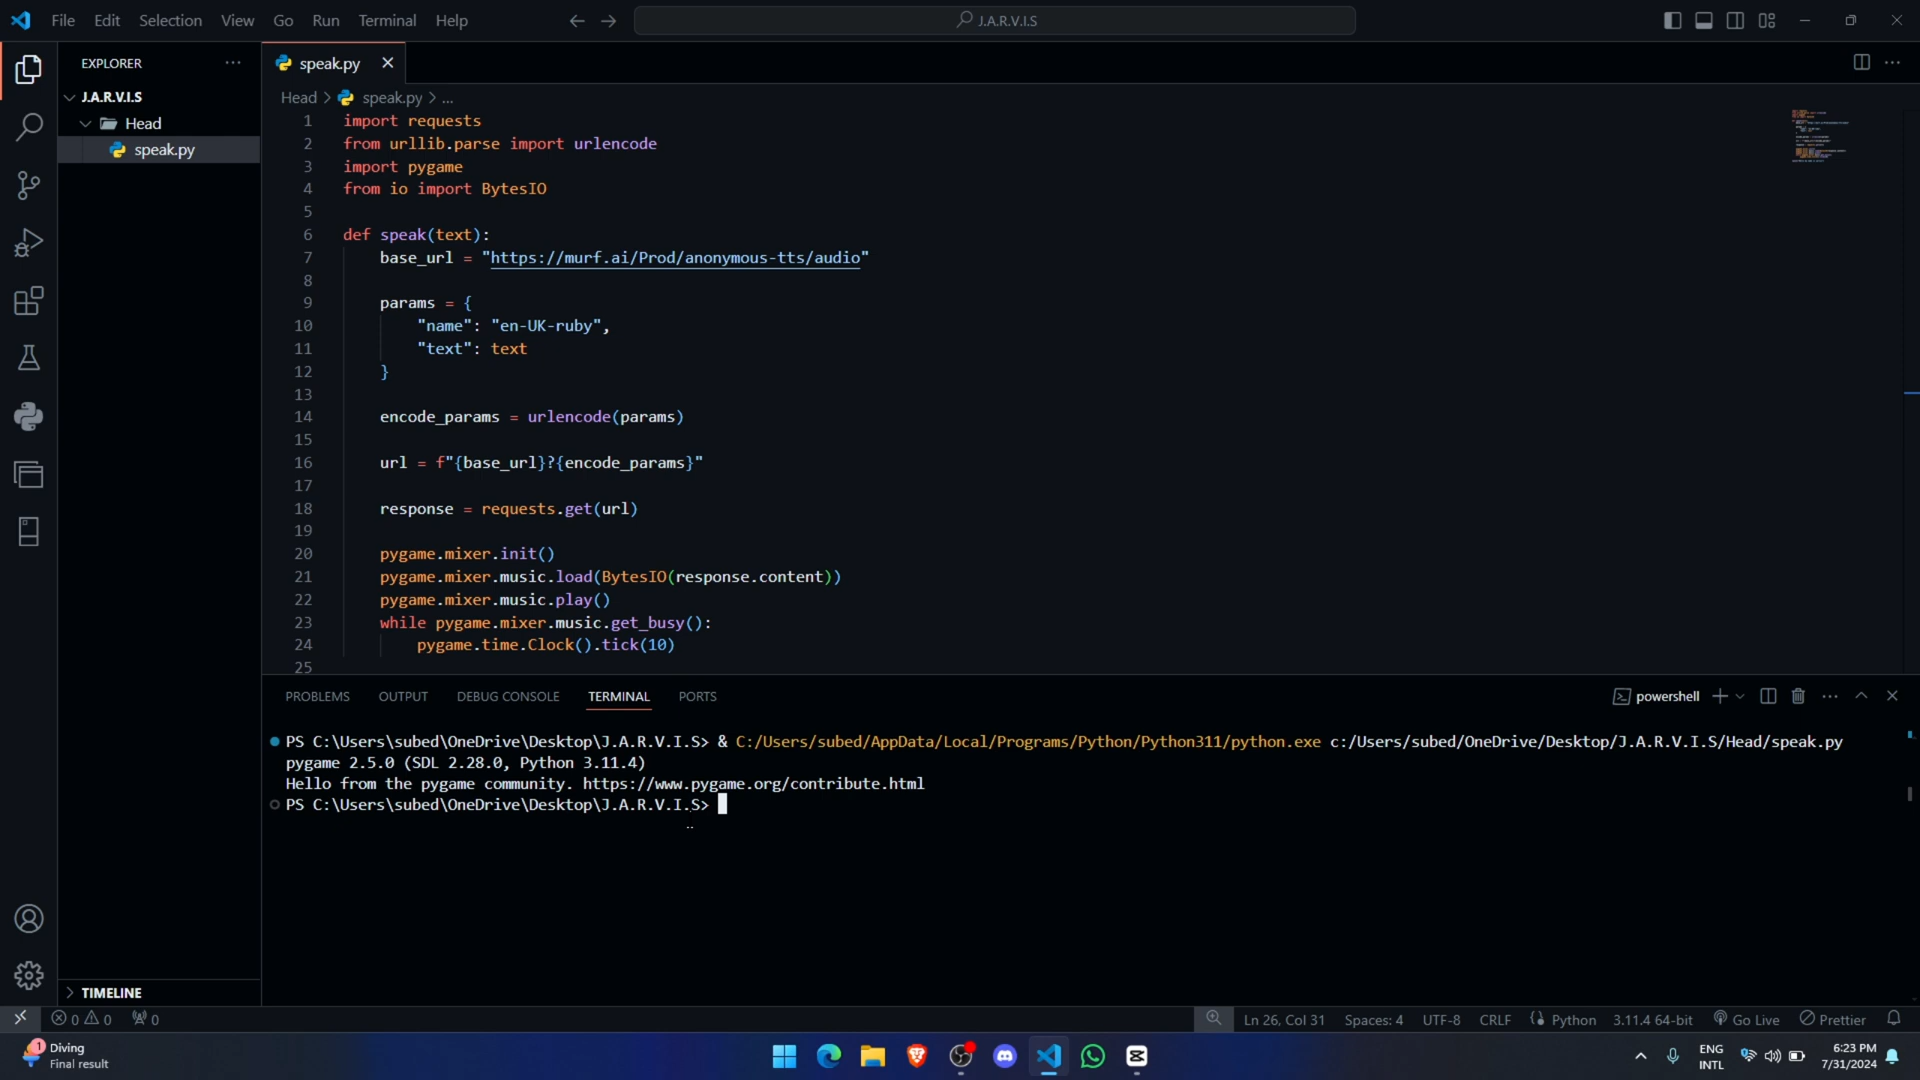 File Edit Selection View Go Run Terminal Help
J.A.R.V.I.S
EXPLORER
J.A.R.V.I.S
Head
speak.py
TIMELINE
speak.py
Head > speak.py > ...
1 import requests
2 from urllib.parse import urlencode
3 import pygame
4 from io import BytesIO
5
6 def speak(text):
7 base_url = "https://murf.ai/Prod/anonymous-tts/audio"
8
9 params = {
10 "name": "en-UK-ruby",
11 "text": text
12 }
13
14 encode_params = urlencode(params)
15
16 url = f"{base_url}?{encode_params}"
17
18 response = requests.get(url)
19
20 pygame.mixer.init()
21 pygame.mixer.music.load(BytesIO(response.content))
22 pygame.mixer.music.play()
23 while pygame.mixer.music.get_busy():
24 pygame.time.Clock().tick(10)
25
PROBLEMS OUTPUT DEBUG CONSOLE TERMINAL PORTS
powershell
PS C:\Users\subed\OneDrive\Desktop\J.A.R.V.I.S> & C:/Users/subed/AppData/Local/Programs/Python/Python311/python.exe c:/Users/subed/OneDrive/Desktop/J.A.R.V.I.S/Head/speak.py
pygame 2.5.0 (SDL 2.28.0, Python 3.11.4)
Hello from the pygame community. https://www.pygame.org/contribute.html
PS C:\Users\subed\OneDrive\Desktop\J.A.R.V.I.S>
0 0 0
Ln 26, Col 31 Spaces: 4 UTF-8 CRLF Python 3.11.4 64-bit Go Live Prettier
1
Diving
Final result
ENG
INTL
6:23 PM
7/31/2024